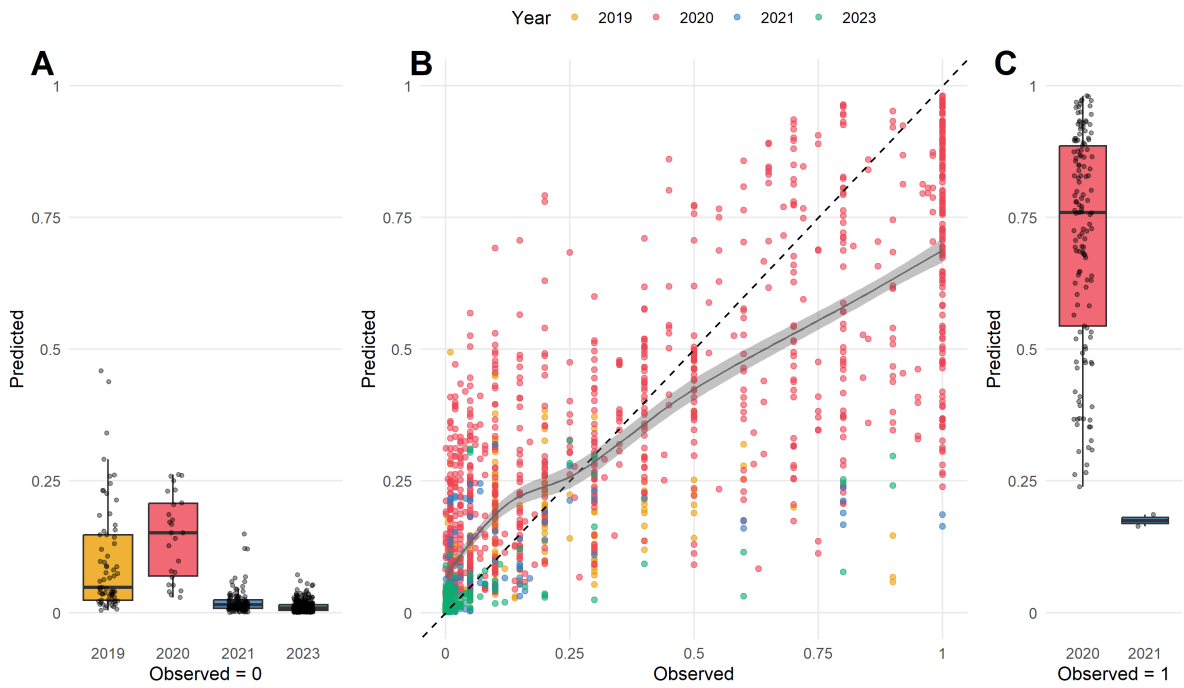 Year 2019 2020 2021 2023
A
B
C
Predicted
1
0.75
0.5
0.25
0
2019 2020 2021 2023
Observed = 0
Predicted
1
0.75
0.5
0.25
0
0 0.25 0.5 0.75 1
Observed
Predicted
1
0.75
0.5
0.25
0
2020 2021
Observed = 1